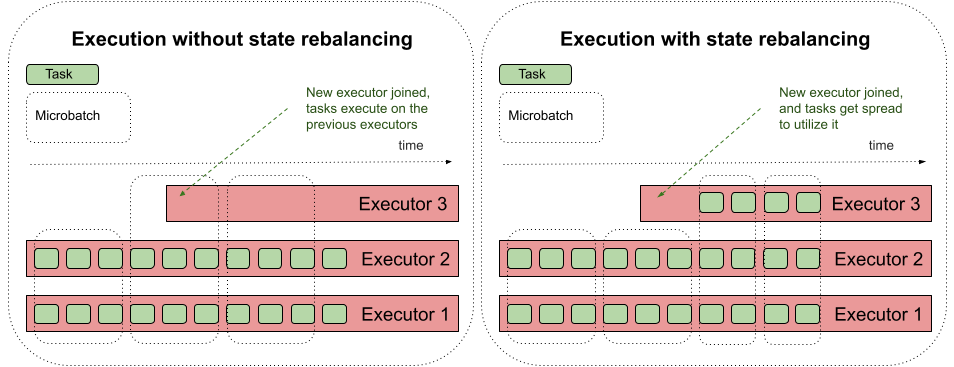 Execution without state rebalancing
Task
Microbatch
New executor joined,
tasks execute on the
previous executors
time
Executor 3
Executor 2
Executor 1
Execution with state rebalancing
Task
Microbatch
New executor joined,
and tasks get spread
to utilize it
time
Executor 3
Executor 2
Executor 1